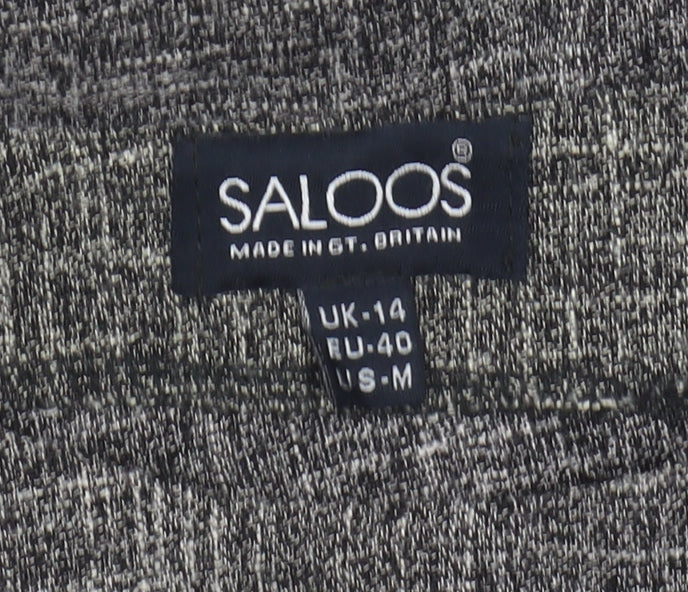 SALOOS
MADE IN GT. BRITAIN
UK-14
EU-40
US-M